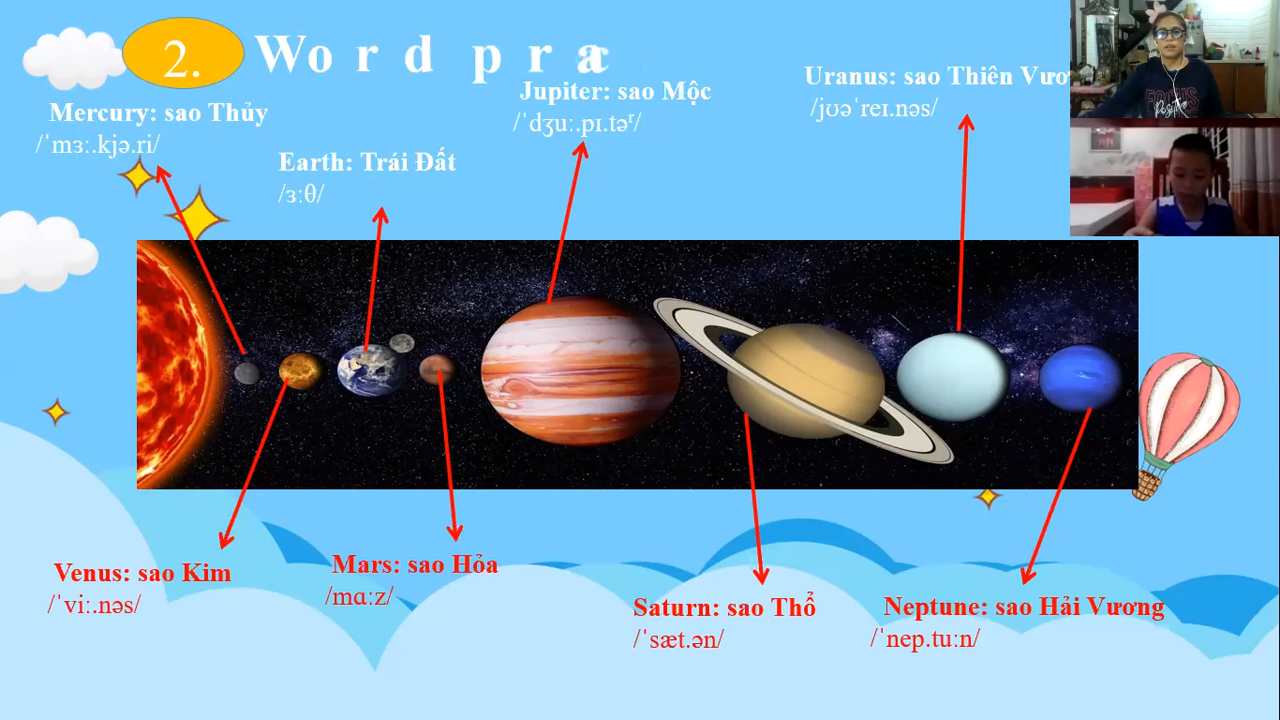 2.
Word pra
Mercury: sao Thủy
/ˈmɜː.kjə.ri/
Earth: Trái Đất
/ɜːθ/
Jupiter: sao Mộc
/ˈdʒuː.pɪ.təʳ/
Uranus: sao Thiên Vươ
/jʊəˈreɪ.nəs/
Venus: sao Kim
/ˈviː.nəs/
Mars: sao Hỏa
/mɑːz/
Saturn: sao Thổ
/ˈsæt.ən/
Neptune: sao Hải Vương
/ˈnep.tuːn/